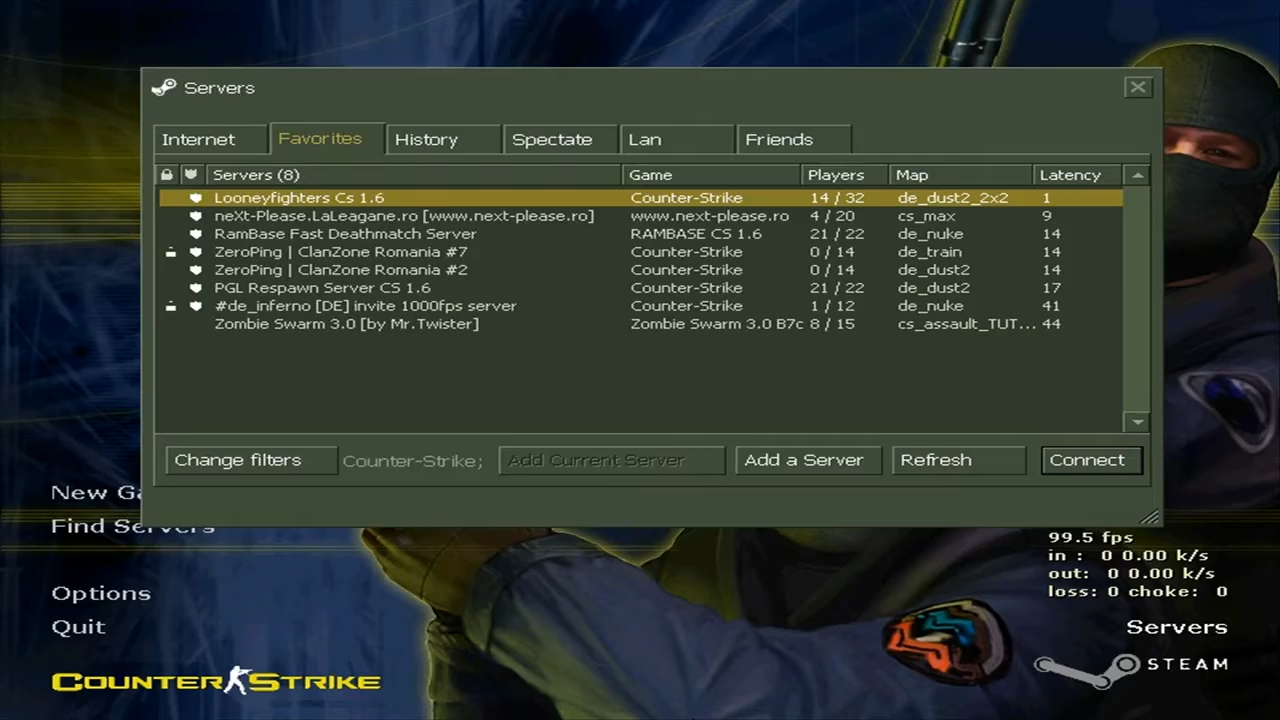 Servers
Internet Favorites History Spectate Lan Friends
Servers (8) Game Players Map Latency
Looneyfighters Cs 1.6 Counter-Strike 14 / 32 de_dust2_2x2 1
neXt-Please.LaLeagane.ro [www.next-please.ro] www.neXt-please.ro 4 / 20 cs_max 9
RamBase Fast Deathmatch Server RAMBASE CS 1.6 21 / 22 de_nuke 14
ZeroPing | ClanZone Romania #7 Counter-Strike 0 / 14 de_train 14
ZeroPing | ClanZone Romania #2 Counter-Strike 0 / 14 de_dust2 14
PGL Respawn Server CS 1.6 Counter-Strike 21 / 22 de_dust2 17
#de_inferno [DE] invite 1000fps server Counter-Strike 1 / 12 de_nuke 41
Zombie Swarm 3.0 [by Mr.Twister] Zombie Swarm 3.0 B7c 8 / 15 cs_assault_TUT... 44
Change filters Counter-Strike; Add Current Server Add a Server Refresh Connect
New Ga
Find Servers
99.5 fps
in : 0 0.00 k/s
out: 0 0.00 k/s
loss: 0 choke: 0
Options
Quit
Servers
COUNTER STRIKE
STEAM